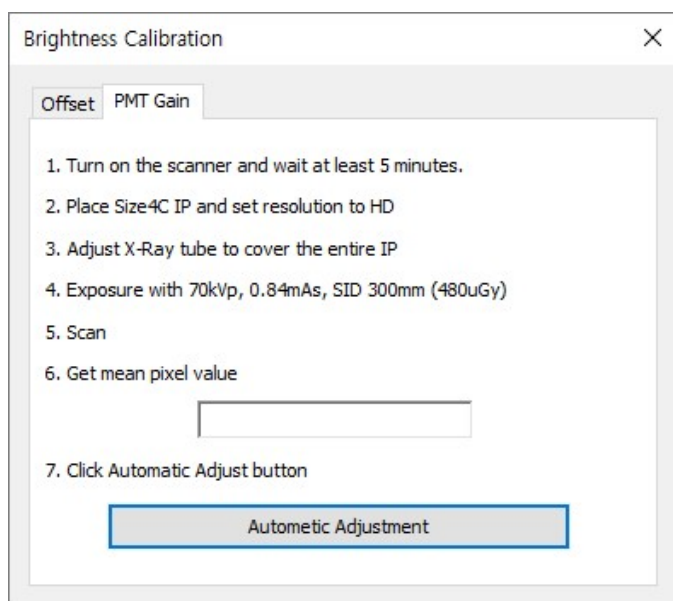 Brightness Calibration
Offset
PMT Gain
1. Turn on the scanner and wait at least 5 minutes.
2. Place Size4C IP and set resolution to HD
3. Adjust X-Ray tube to cover the entire IP
4. Exposure with 70kVp, 0.84mAs, SID 300mm (480uGy)
5. Scan
6. Get mean pixel value
7. Click Automatic Adjust button
Autometic Adjustment